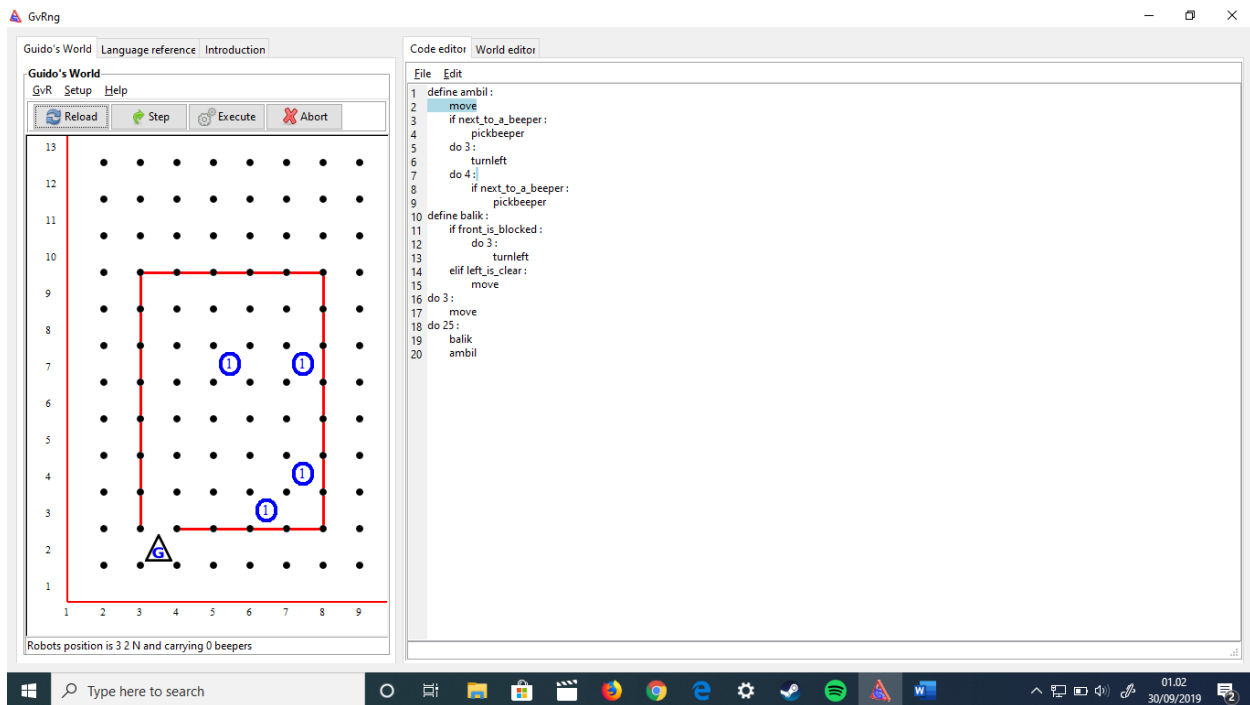 GvRng
Guido's World Language reference Introduction
Guido's World
GvR Setup Help
Reload Step Execute Abort
13
12
11
10
9
8
7
6
5
4
3
2
1
1 1
1
1
G
1 2 3 4 5 6 7 8 9
Robots position is 3 2 N and carrying 0 beepers
Code editor World editor
File Edit
1 define ambil :
2 move
3 if next_to_a_beeper :
4 pickbeeper
5 do 3 :
6 turnleft
7 do 4 :
8 if next_to_a_beeper :
9 pickbeeper
10 define balik :
11 if front_is_blocked :
12 do 3 :
13 turnleft
14 elif left_is_clear :
15 move
16 do 3 :
17 move
18 do 25 :
19 balik
20 ambil
Type here to search
W
01.02
30/09/2019
2